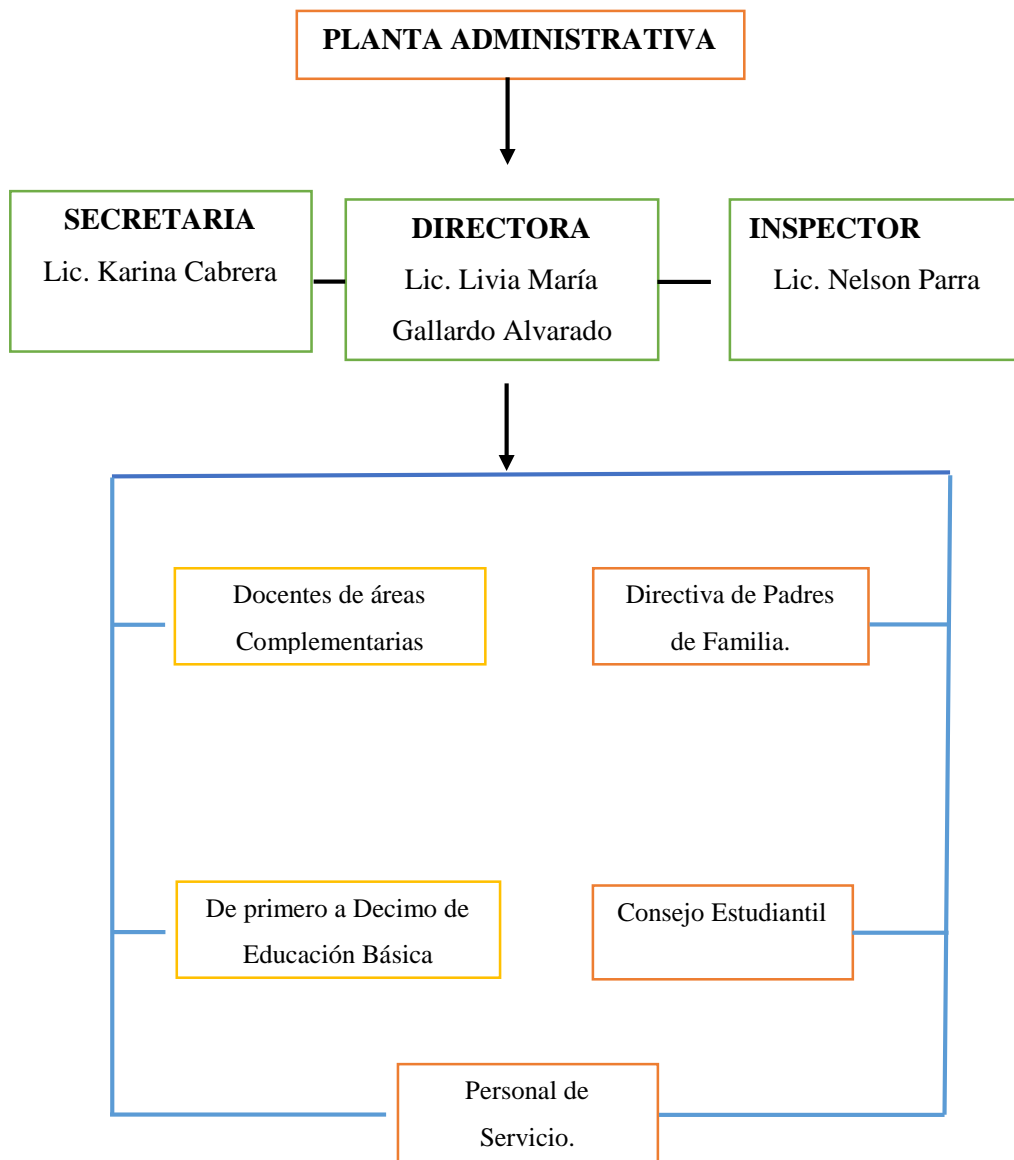 PLANTA ADMINISTRATIVA
SECRETARIA
Lic. Karina Cabrera
DIRECTORA
Lic. Livia María
Gallardo Alvarado
INSPECTOR
Lic. Nelson Parra
Docentes de áreas
Complementarias
Directiva de Padres
de Familia.
De primero a Decimo de
Educación Básica
Consejo Estudiantil
Personal de
Servicio.